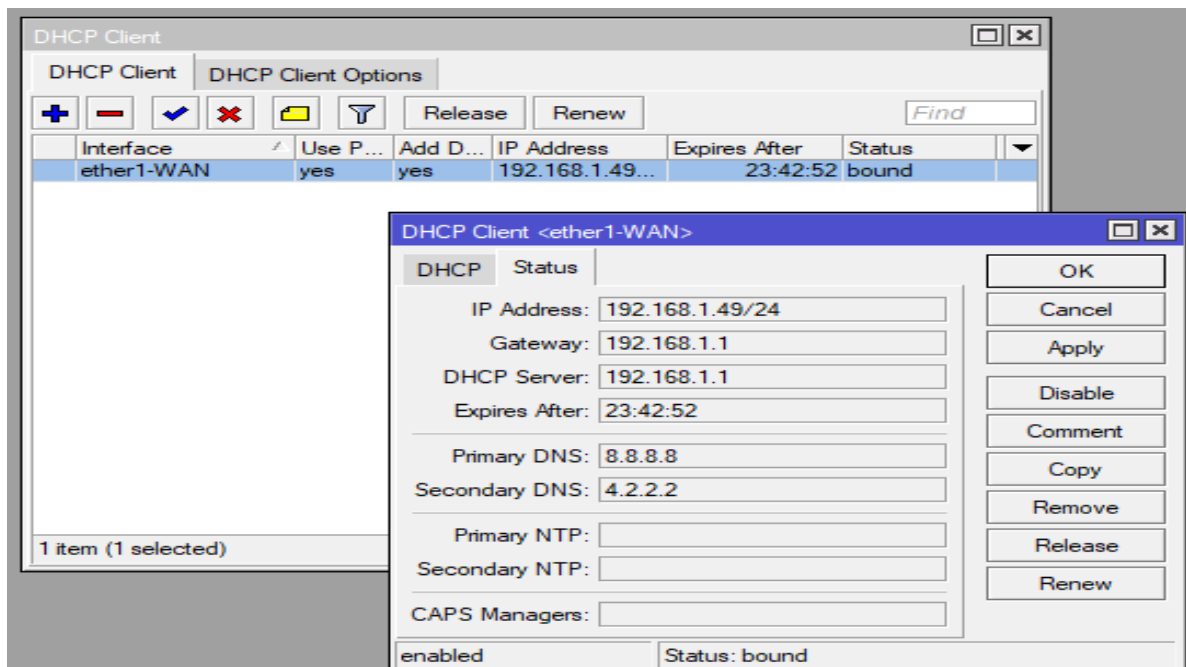 DHCP Client
DHCP Client DHCP Client Options
Release Renew Find
Interface Use P... Add D... IP Address Expires After Status
ether1-WAN yes yes 192.168.1.49... 23:42:52 bound
1 item (1 selected)
DHCP Client <ether1-WAN>
DHCP Status
IP Address: 192.168.1.49/24
Gateway: 192.168.1.1
DHCP Server: 192.168.1.1
Expires After: 23:42:52
Primary DNS: 8.8.8.8
Secondary DNS: 4.2.2.2
Primary NTP:
Secondary NTP:
CAPS Managers:
OK
Cancel
Apply
Disable
Comment
Copy
Remove
Release
Renew
enabled Status: bound